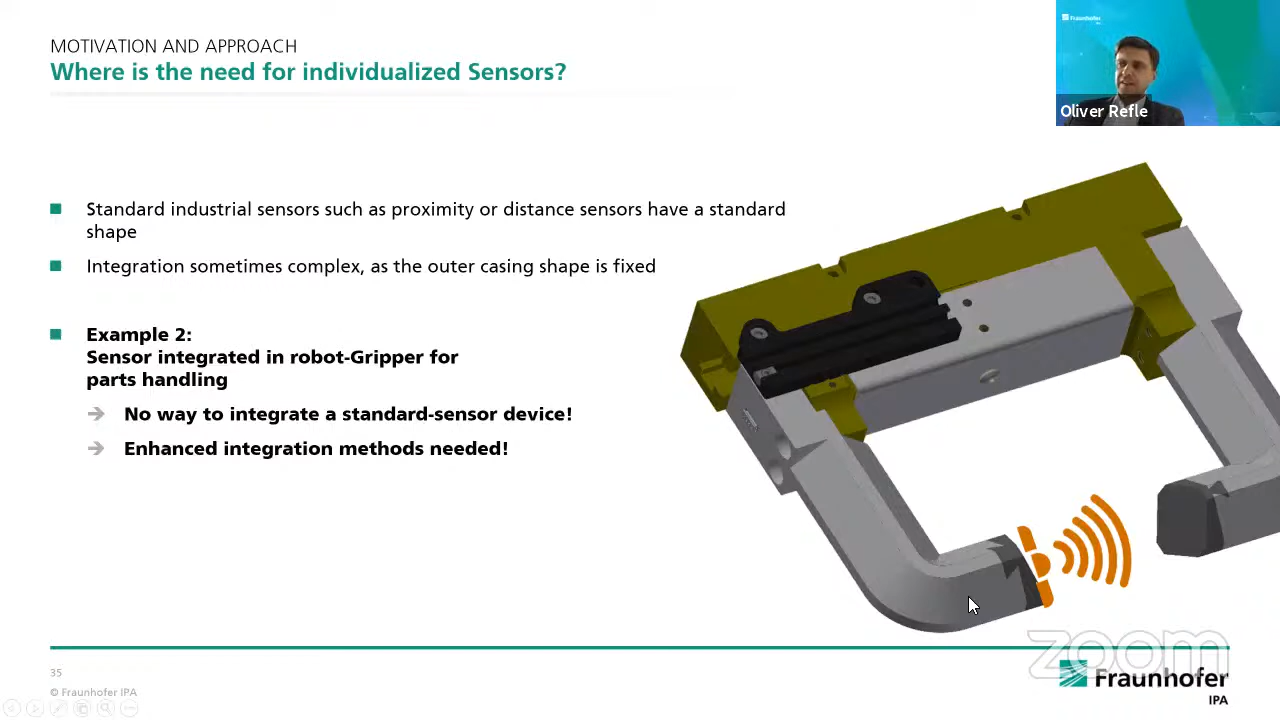 MOTIVATION AND APPROACH
Where is the need for individualized Sensors?
Fraunhofer
Oliver Refle
Standard industrial sensors such as proximity or distance sensors have a standard
shape
Integration sometimes complex, as the outer casing shape is fixed
Example 2:
Sensor integrated in robot-Gripper for
parts handling
No way to integrate a standard-sensor device!
Enhanced integration methods needed!
zoom
35
© Fraunhofer IPA
Fraunhofer
IPA